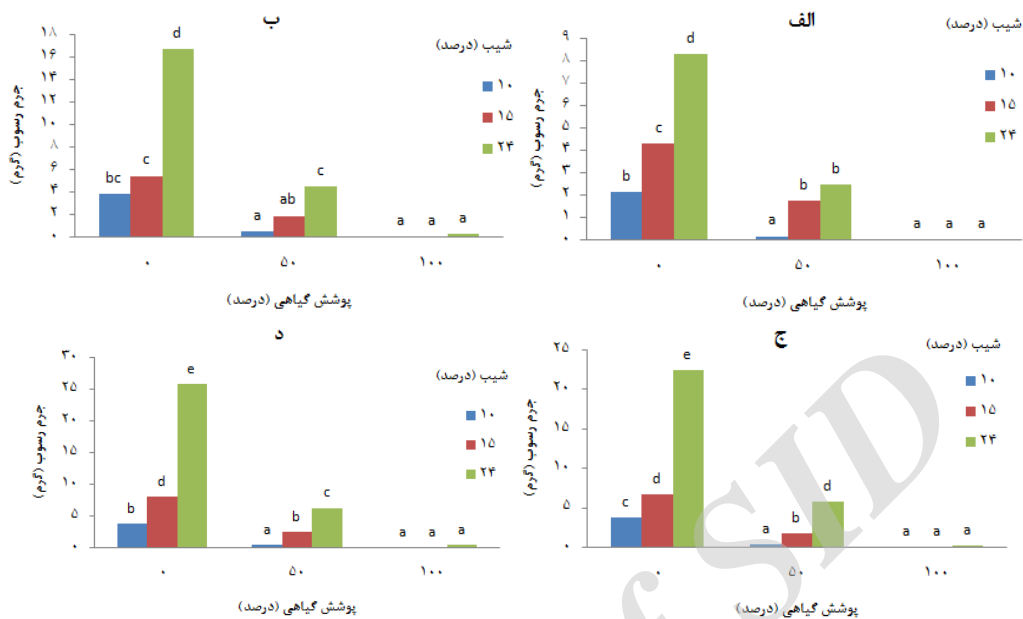 الف
شیب (درصد)
۱۰
۱۵
۲۴
جرم رسوب (گرم)
۹
۸
۷
۶
۵
۴
۳
۲
۱
۰
b
c
d
a
b
b
a
a
a
۰
۵۰
۱۰۰
پوشش گیاهی (درصد)
ب
شیب (درصد)
۱۰
۱۵
۲۴
جرم رسوب (گرم)
۱۸
۱۶
۱۴
۱۲
۱۰
۸
۶
۴
۲
۰
bc
c
d
a
ab
c
a
a
a
۰
۵۰
۱۰۰
پوشش گیاهی (درصد)
ج
شیب (درصد)
۱۰
۱۵
۲۴
جرم رسوب (گرم)
۲۵
۲۰
۱۵
۱۰
۵
۰
c
d
e
a
b
d
a
a
a
۰
۵۰
۱۰۰
پوشش گیاهی (درصد)
د
شیب (درصد)
۱۰
۱۵
۲۴
جرم رسوب (گرم)
۳۰
۲۵
۲۰
۱۵
۱۰
۵
۰
b
d
e
a
b
c
a
a
a
۰
۵۰
۱۰۰
پوشش گیاهی (درصد)
of SID